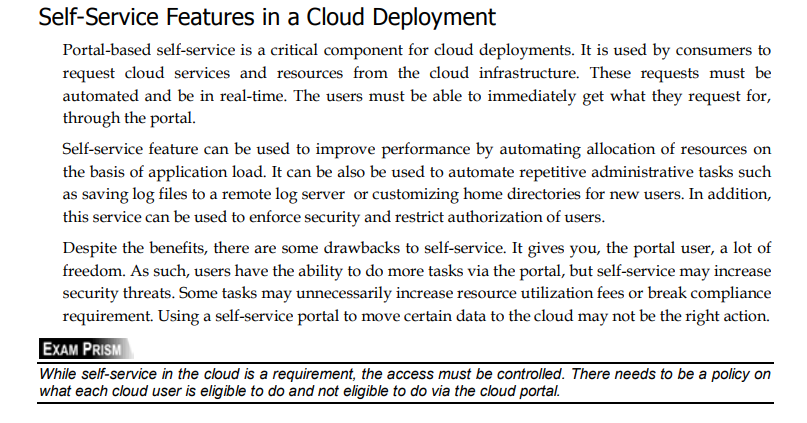 Self-Service Features in a Cloud Deployment
Portal-based self-service is a critical component for cloud deployments. It is used by consumers to
request cloud services and resources from the cloud infrastructure. These requests must be
automated and be in real-time. The users must be able to immediately get what they request for,
through the portal.
Self-service feature can be used to improve performance by automating allocation of resources on
the basis of application load. It can be also be used to automate repetitive administrative tasks such
as saving log files to a remote log server or customizing home directories for new users. In addition,
this service can be used to enforce security and restrict authorization of users.
Despite the benefits, there are some drawbacks to self-service. It gives you, the portal user, a lot of
freedom. As such, users have the ability to do more tasks via the portal, but self-service may increase
security threats. Some tasks may unnecessarily increase resource utilization fees or break compliance
requirement. Using a self-service portal to move certain data to the cloud may not be the right action.
EXAM PRISM
While self-service in the cloud is a requirement, the access must be controlled. There needs to be a policy on
what each cloud user is eligible to do and not eligible to do via the cloud portal.